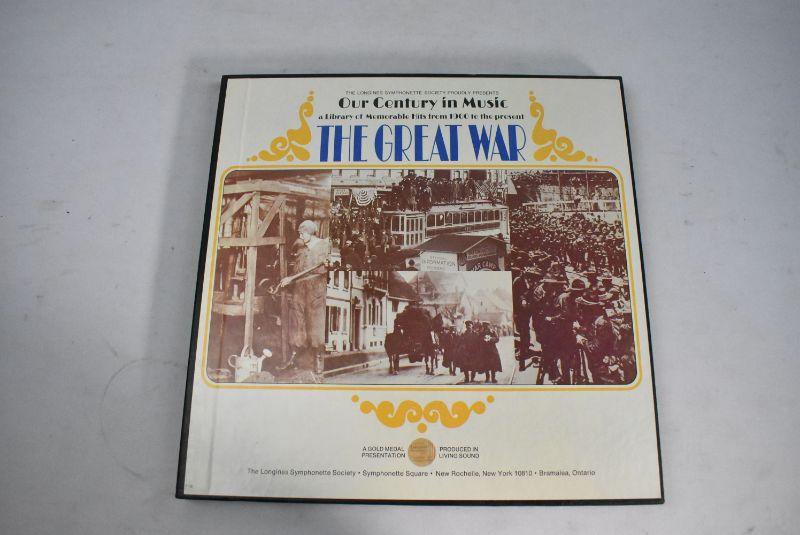 THE LONGINES SYMPHONETTE SOCIETY PROUDLY PRESENTS
Our Century in Music
a Library of Memorable Hits from 1900 to the present
THE GREAT WAR
INFORMATION
A GOLD MEDAL PRESENTATION
PRODUCED IN LIVING SOUND
The Longines Symphonette Society • Symphonette Square • New Rochelle, New York 10810 • Bramalea, Ontario